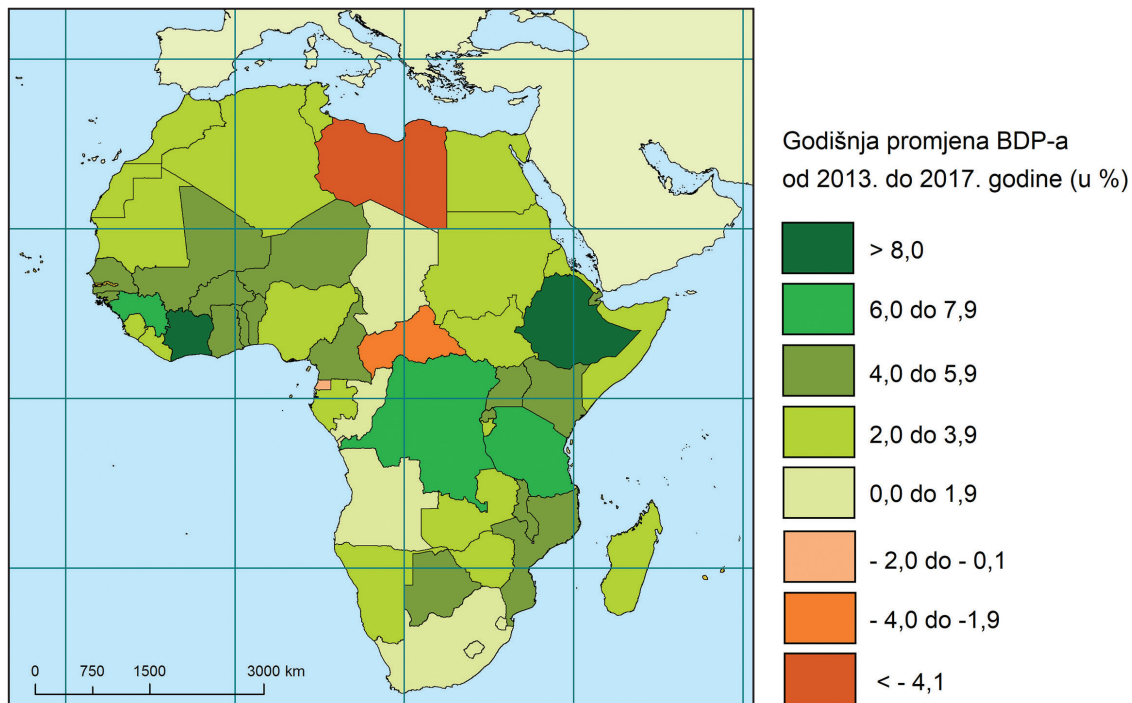 Godišnja promjena BDP-a
od 2013. do 2017. godine (u %)
> 8,0
6,0 do 7,9
4,0 do 5,9
2,0 do 3,9
0,0 do 1,9
- 2,0 do - 0,1
- 4,0 do -1,9
< - 4,1
0 750 1500 3000 km